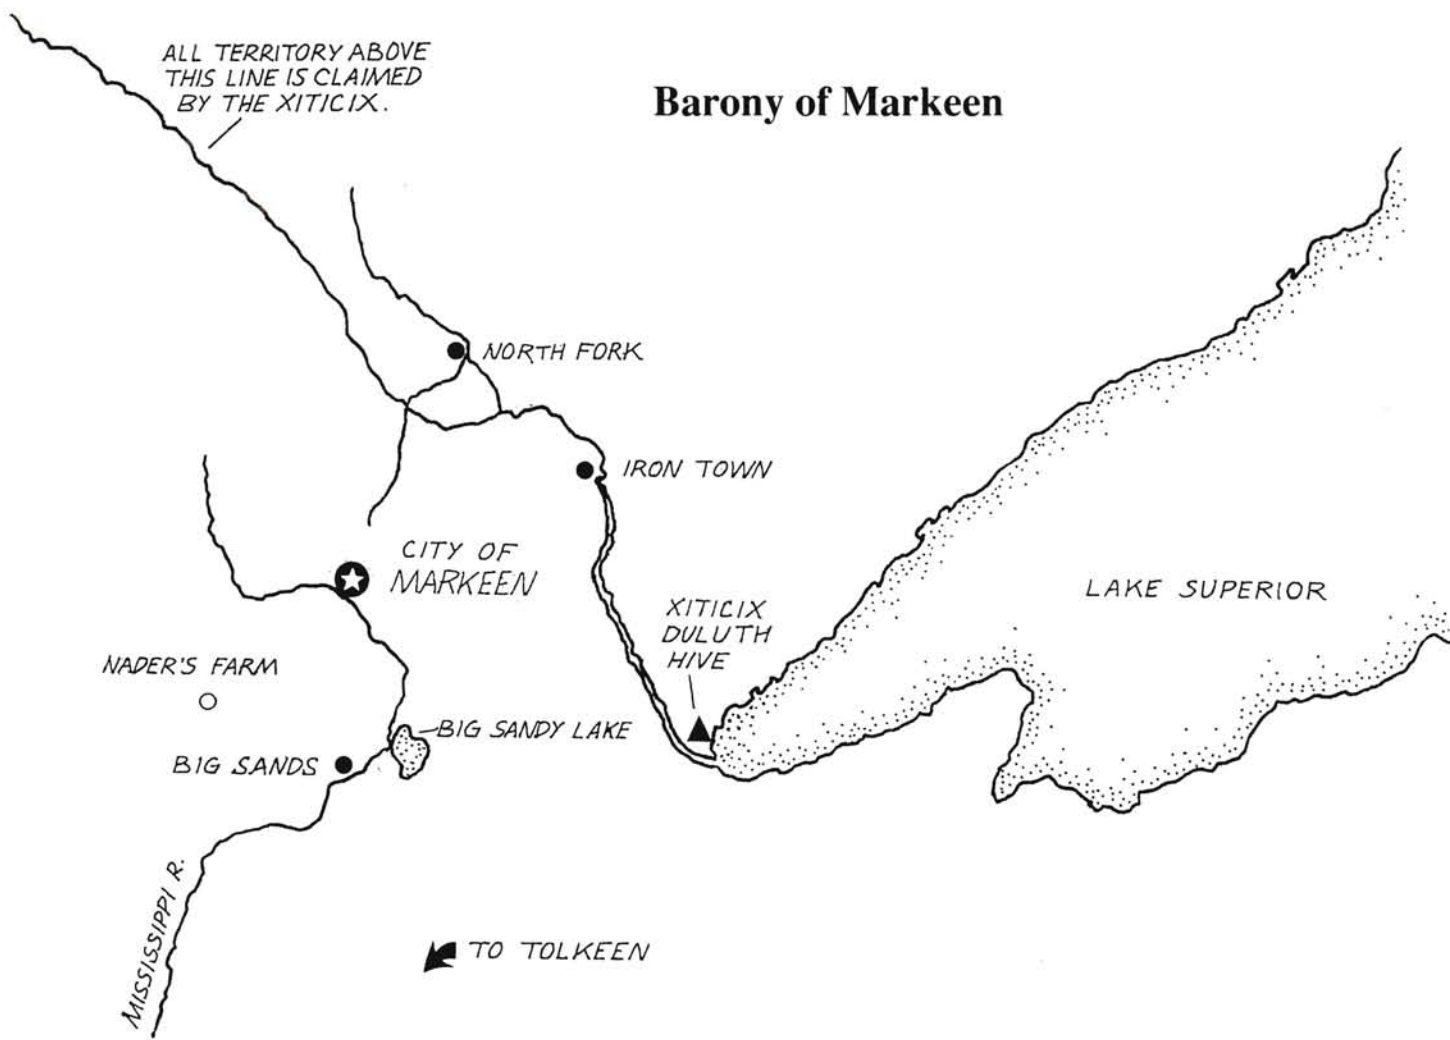 ALL TERRITORY ABOVE
THIS LINE IS CLAIMED
BY THE XITICIX.
Barony of Markeen
NORTH FORK
IRON TOWN
CITY OF
MARKEEN
XITICIX
DULUTH
HIVE
LAKE SUPERIOR
NADER'S FARM
BIG SANDY LAKE
BIG SANDS
MISSISSIPPI R.
TO TOLKEEN